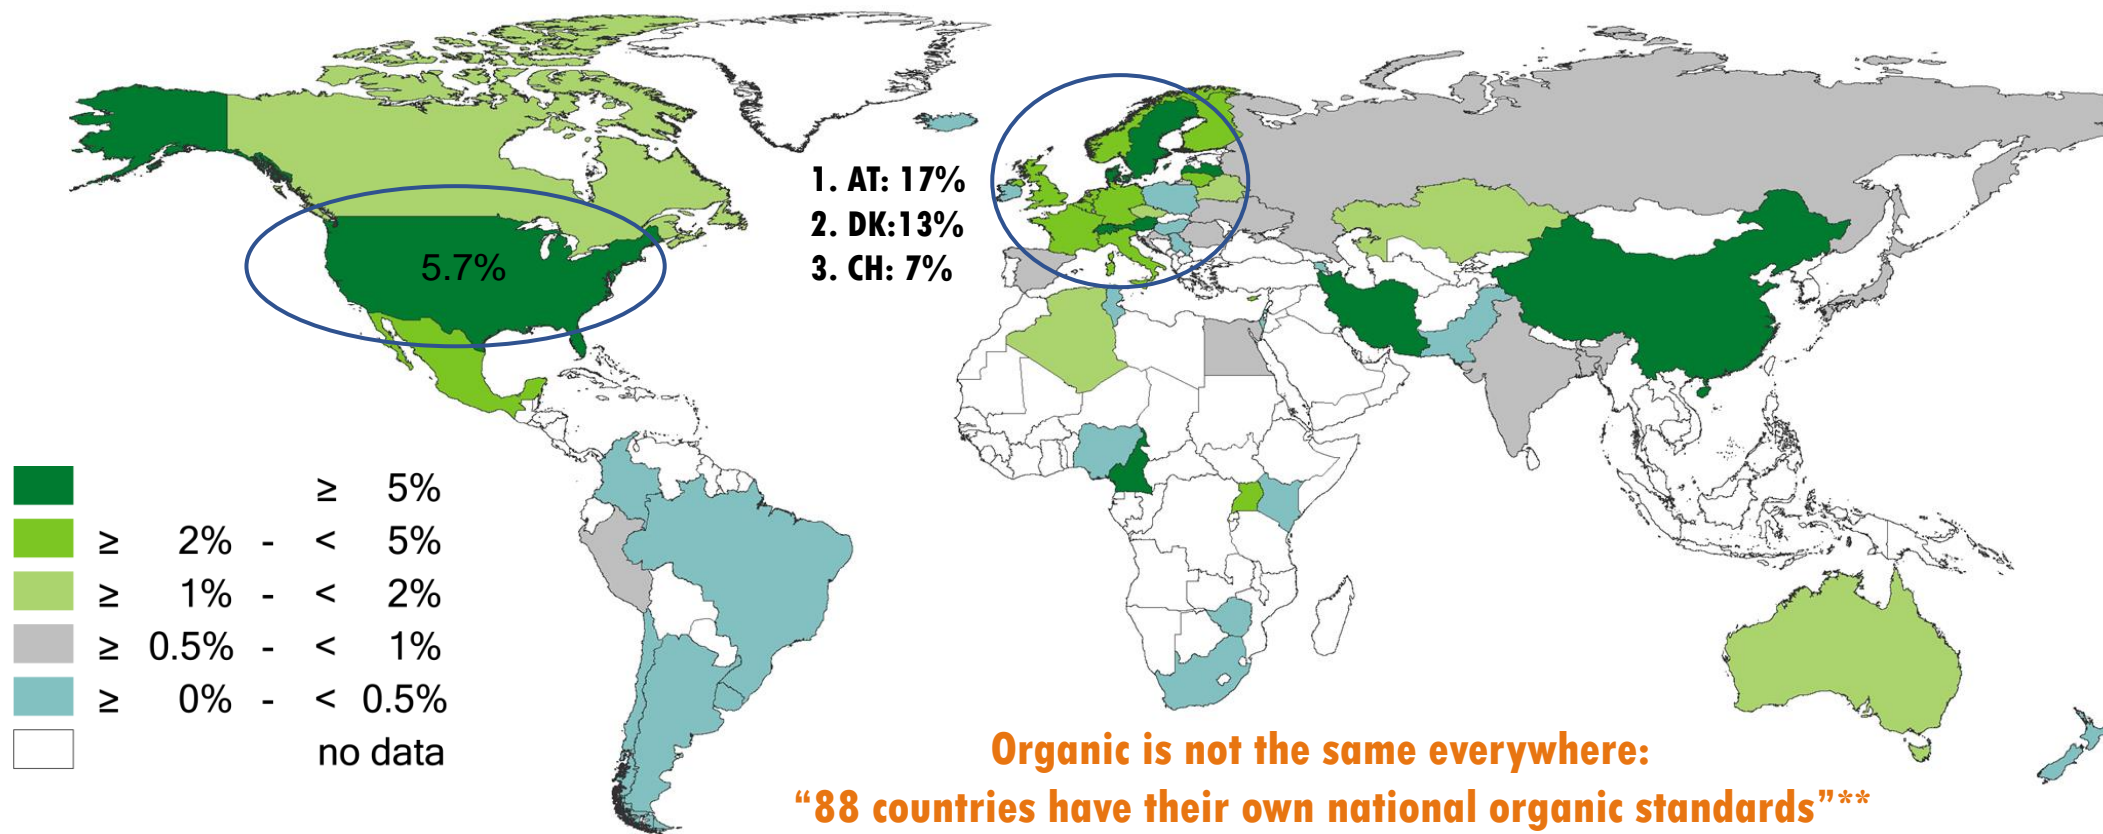 1. AT: 17%
2. DK:13%
3. CH: 7%
5.7%
≥ 5%
≥ 2% - < 5%
≥ 1% - < 2%
≥ 0.5% - < 1%
≥ 0% - < 0.5%
no data
Organic is not the same everywhere:
“88 countries have their own national organic standards”**